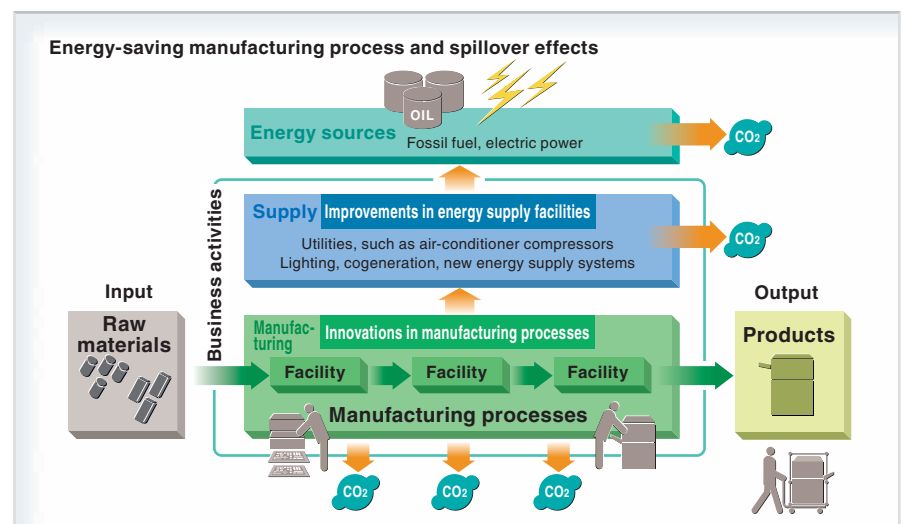 Energy-saving manufacturing process and spillover effects
OIL
Energy sources
Fossil fuel, electric power
CO2
Business activities
Supply
Improvements in energy supply facilities
Utilities, such as air-conditioner compressors
Lighting, cogeneration, new energy supply systems
CO2
Input
Raw
materials
Manufac-
turing
Innovations in manufacturing processes
Facility
Facility
Facility
Manufacturing processes
Output
Products
CO2
CO2
CO2